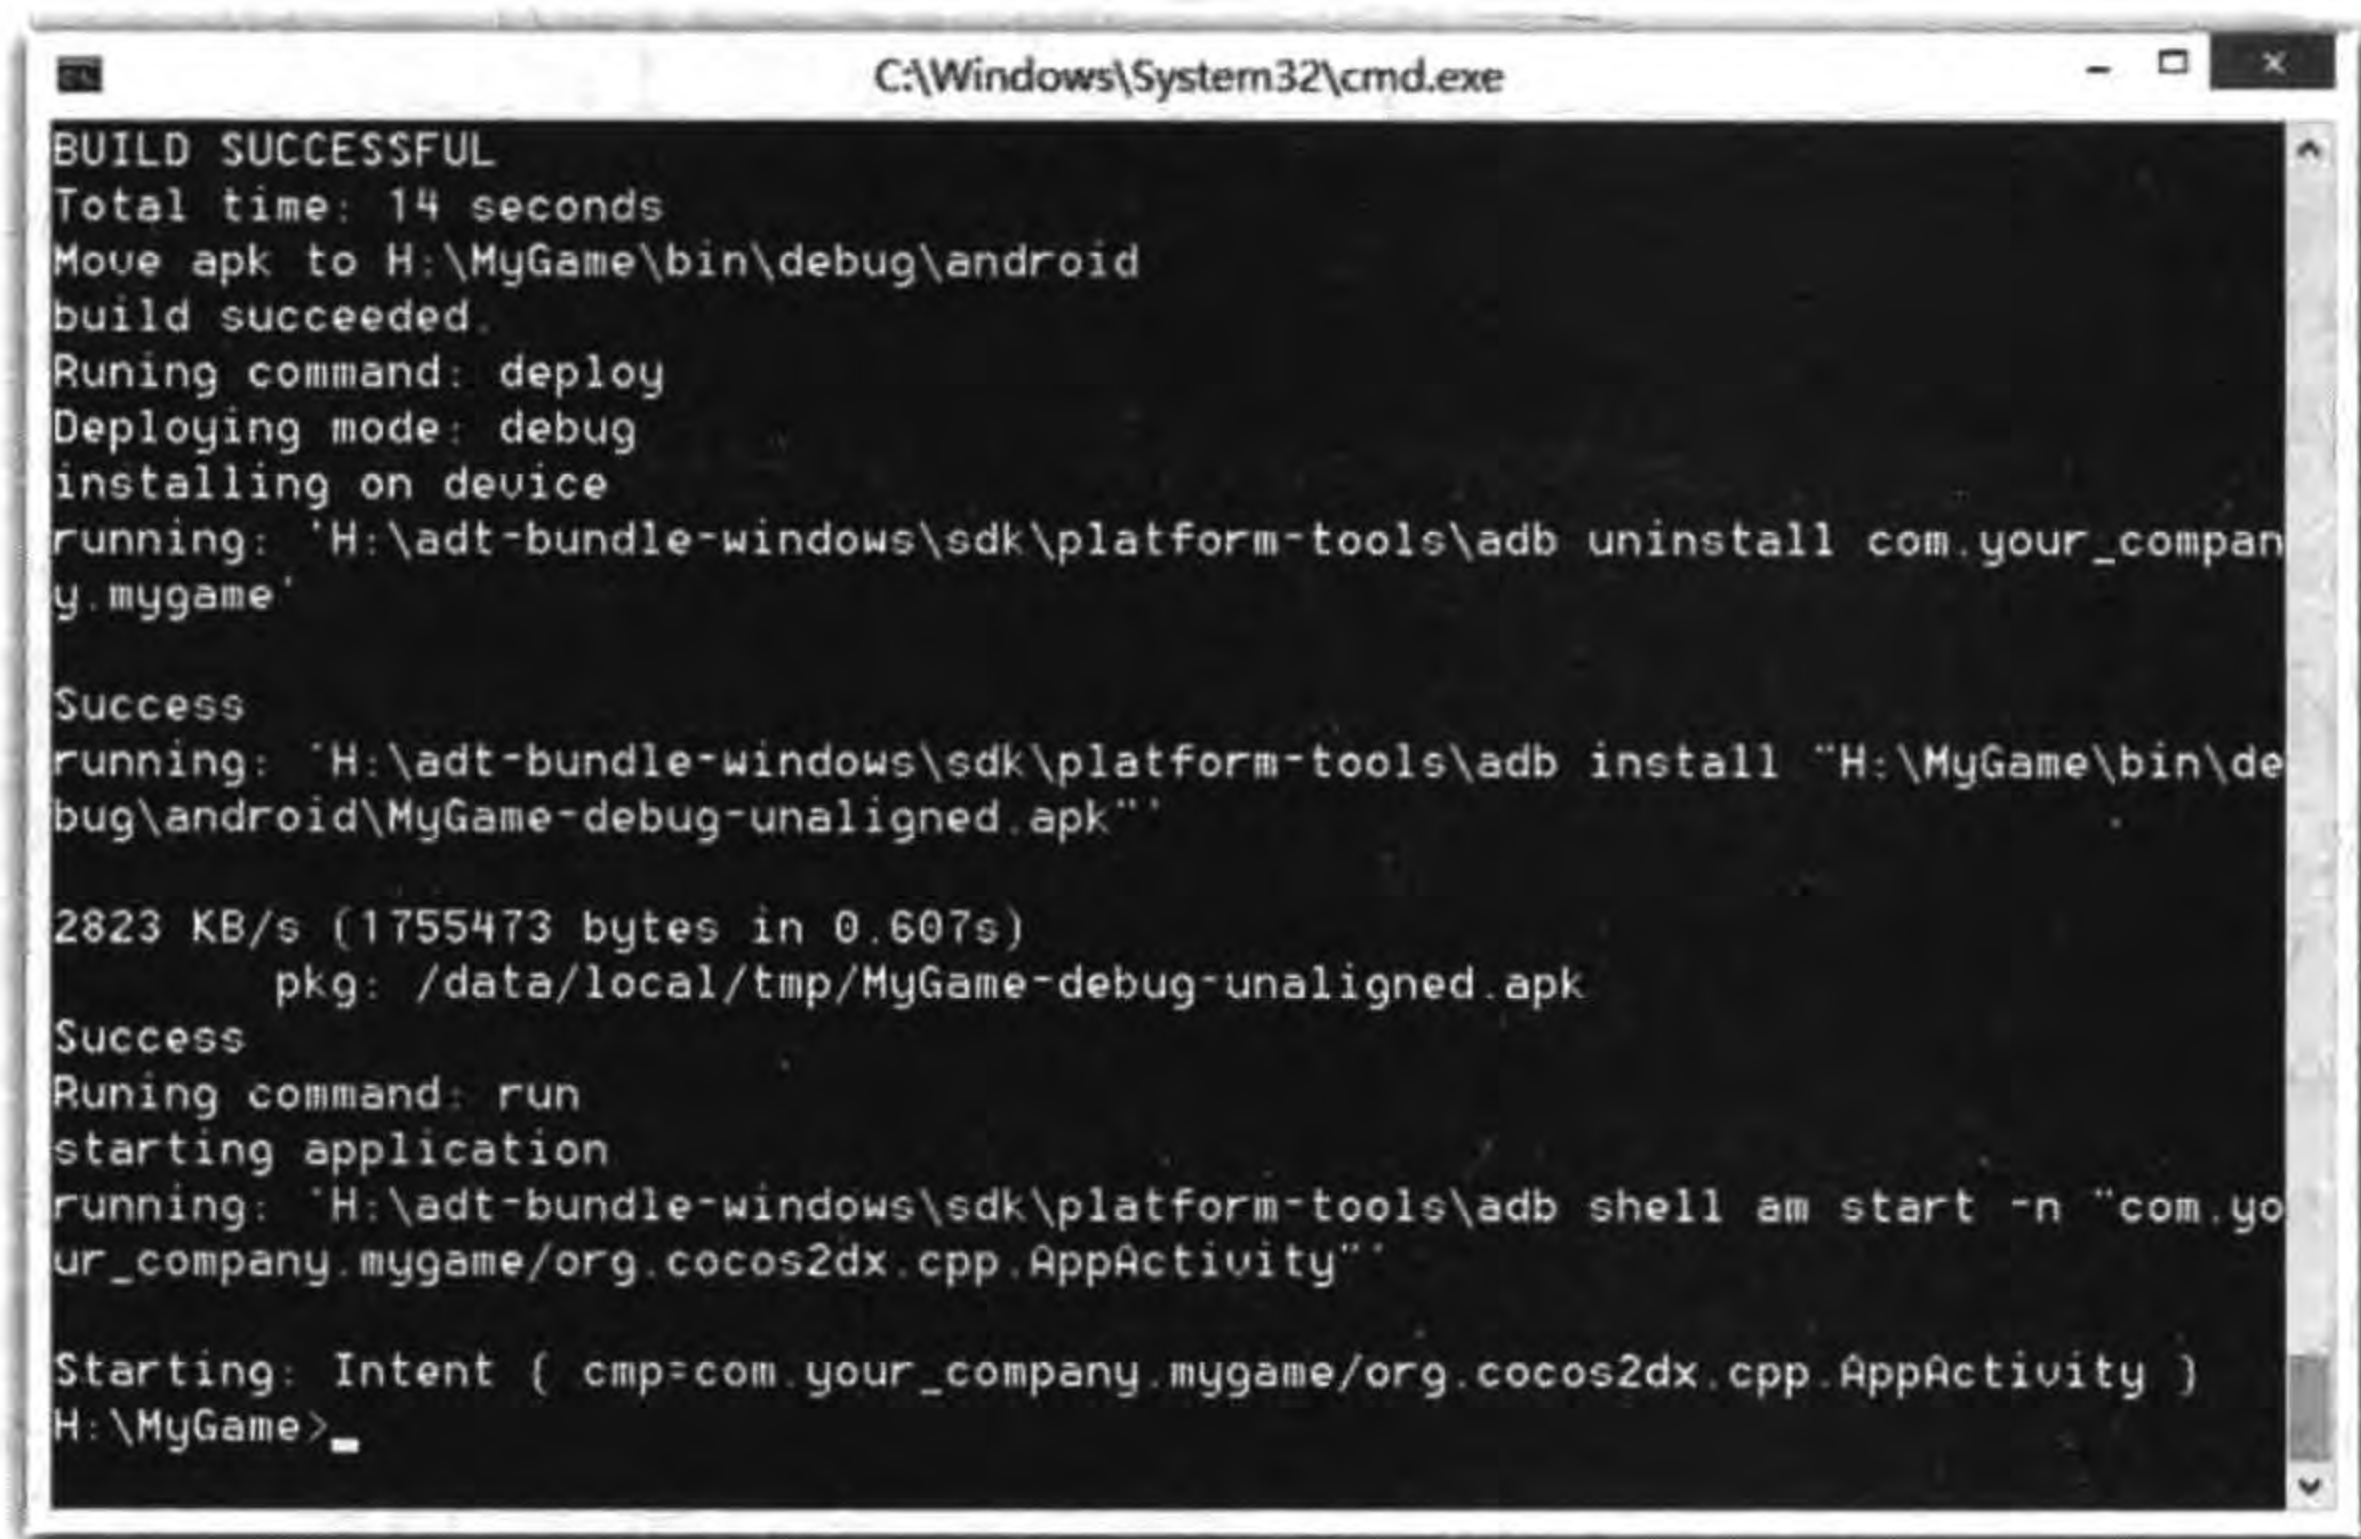 C:\Windows\System32\cmd.exe
BUILD SUCCESSFUL
Total time: 14 seconds
Move apk to H:\MyGame\bin\debug\android
build succeeded.
Runing command: deploy
Deploying mode: debug
installing on device
running: 'H:\adt-bundle-windows\sdk\platform-tools\adb uninstall com.your_compan
y.mygame'
Success
running: 'H:\adt-bundle-windows\sdk\platform-tools\adb install "H:\MyGame\bin\de
bug\android\MyGame-debug-unaligned.apk"'
2823 KB/s (1755473 bytes in 0.607s)
pkg: /data/local/tmp/MyGame-debug-unaligned.apk
Success
Runing command: run
starting application
running: 'H:\adt-bundle-windows\sdk\platform-tools\adb shell am start -n "com.yo
ur_company.mygame/org.cocos2dx.cpp.AppActivity"'
Starting: Intent { cmp=com.your_company.mygame/org.cocos2dx.cpp.AppActivity }
H:\MyGame>_